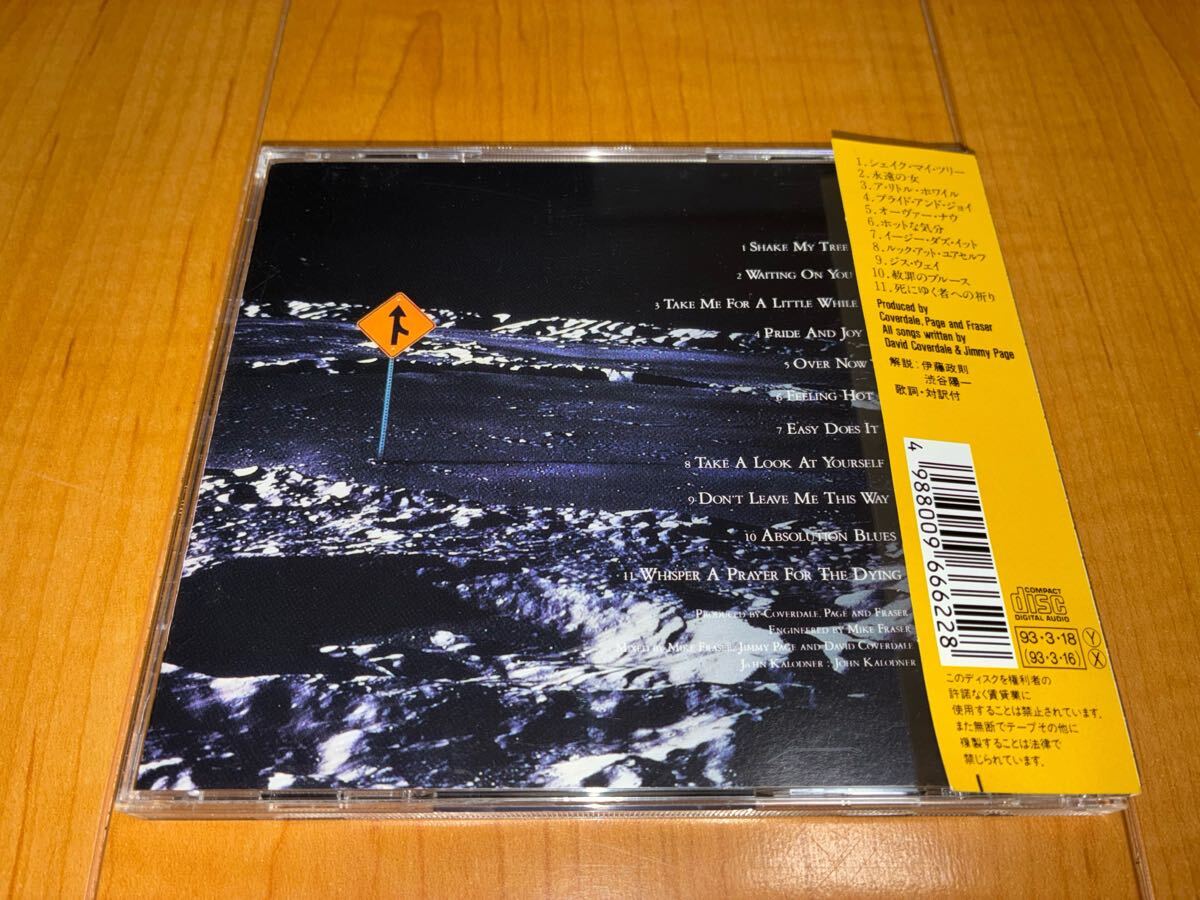 1 Shake My Tree
2 Waiting On You
3 Take Me For A Little While
4 Pride And Joy
5 Over Now
6 Feeling Hot
7 Easy Does It
8 Take A Look At Yourself
9 Don't Leave Me This Way
10 Absolution Blues
11 Whisper A Prayer For The Dying
Produced by Coverdale, Page and Fraser
Engineered by Mike Fraser
Mixed by Mike Fraser, Jimmy Page and David Coverdale
John Kalodner : John Kalodner
1. シェイク・マイ・ツリー
2. 永遠の女
3. ア・リトル・ホワイル
4. プライド・アンド・ジョイ
5. オーヴァー・ナウ
6. ホットな気分
7. イージー・ダズ・イット
8. ルック・アット・ユアセルフ
9. ジス・ウェイ
10.赦罪のブルース
11. 死にゆく者への祈り
Produced by
Coverdale, Page and Fraser
All songs written by
David Coverdale & Jimmy Page
解説：伊藤政則
渋谷陽一
歌詞・対訳付
4 988009 666228
COMPACT
disc
DIGITAL AUDIO
93・3・18 Y
(93・3・16) X
このディスクを権利者の
許諾なく賃貸業に
使用することは禁止されています。
また無断でテープその他に
複製することは法律で
禁じられています。